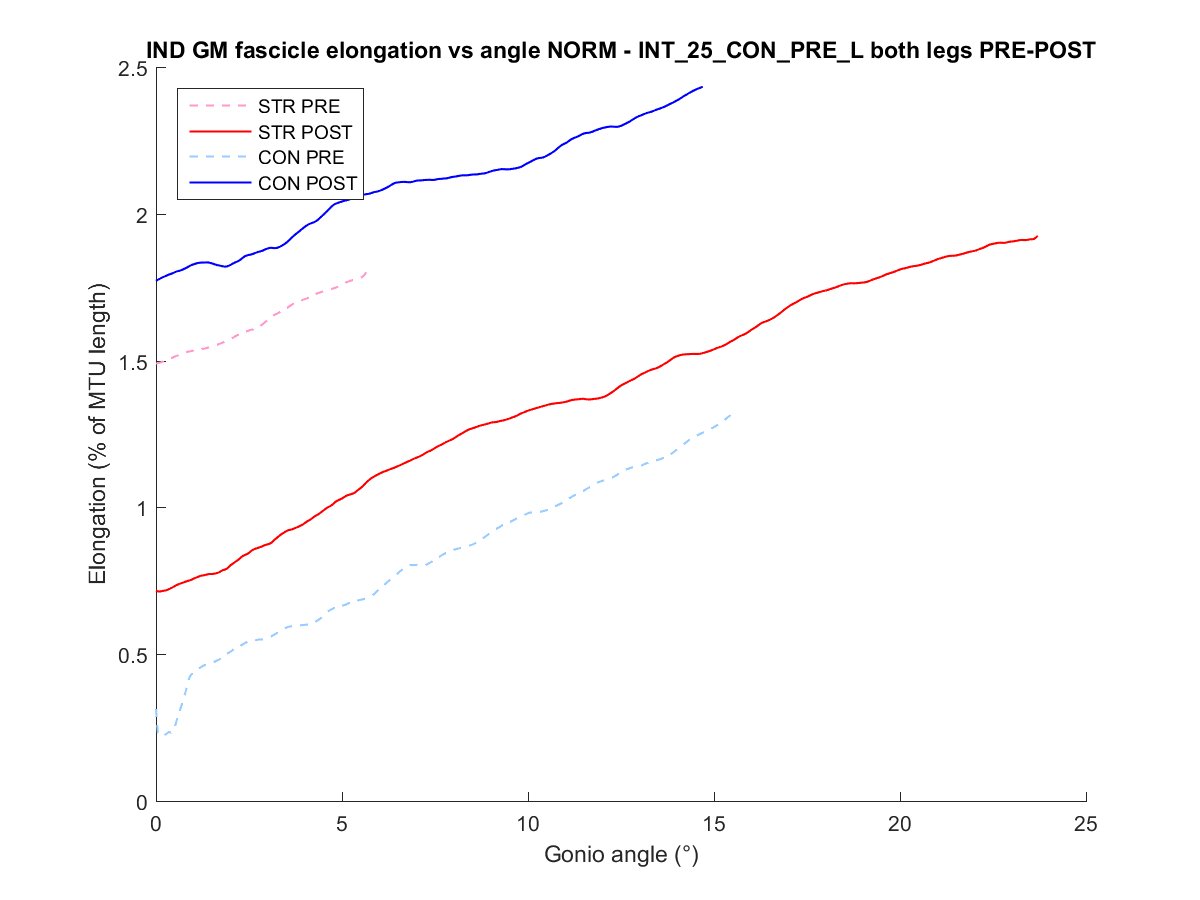 IND GM fascicle elongation vs angle NORM - INT_25_CON_PRE_L both legs PRE-POST
2.5
STR PRE
STR POST
CON PRE
CON POST
2
1.5
1
0.5
0
Elongation (% of MTU length)
0 5 10 15 20 25
Gonio angle (°)